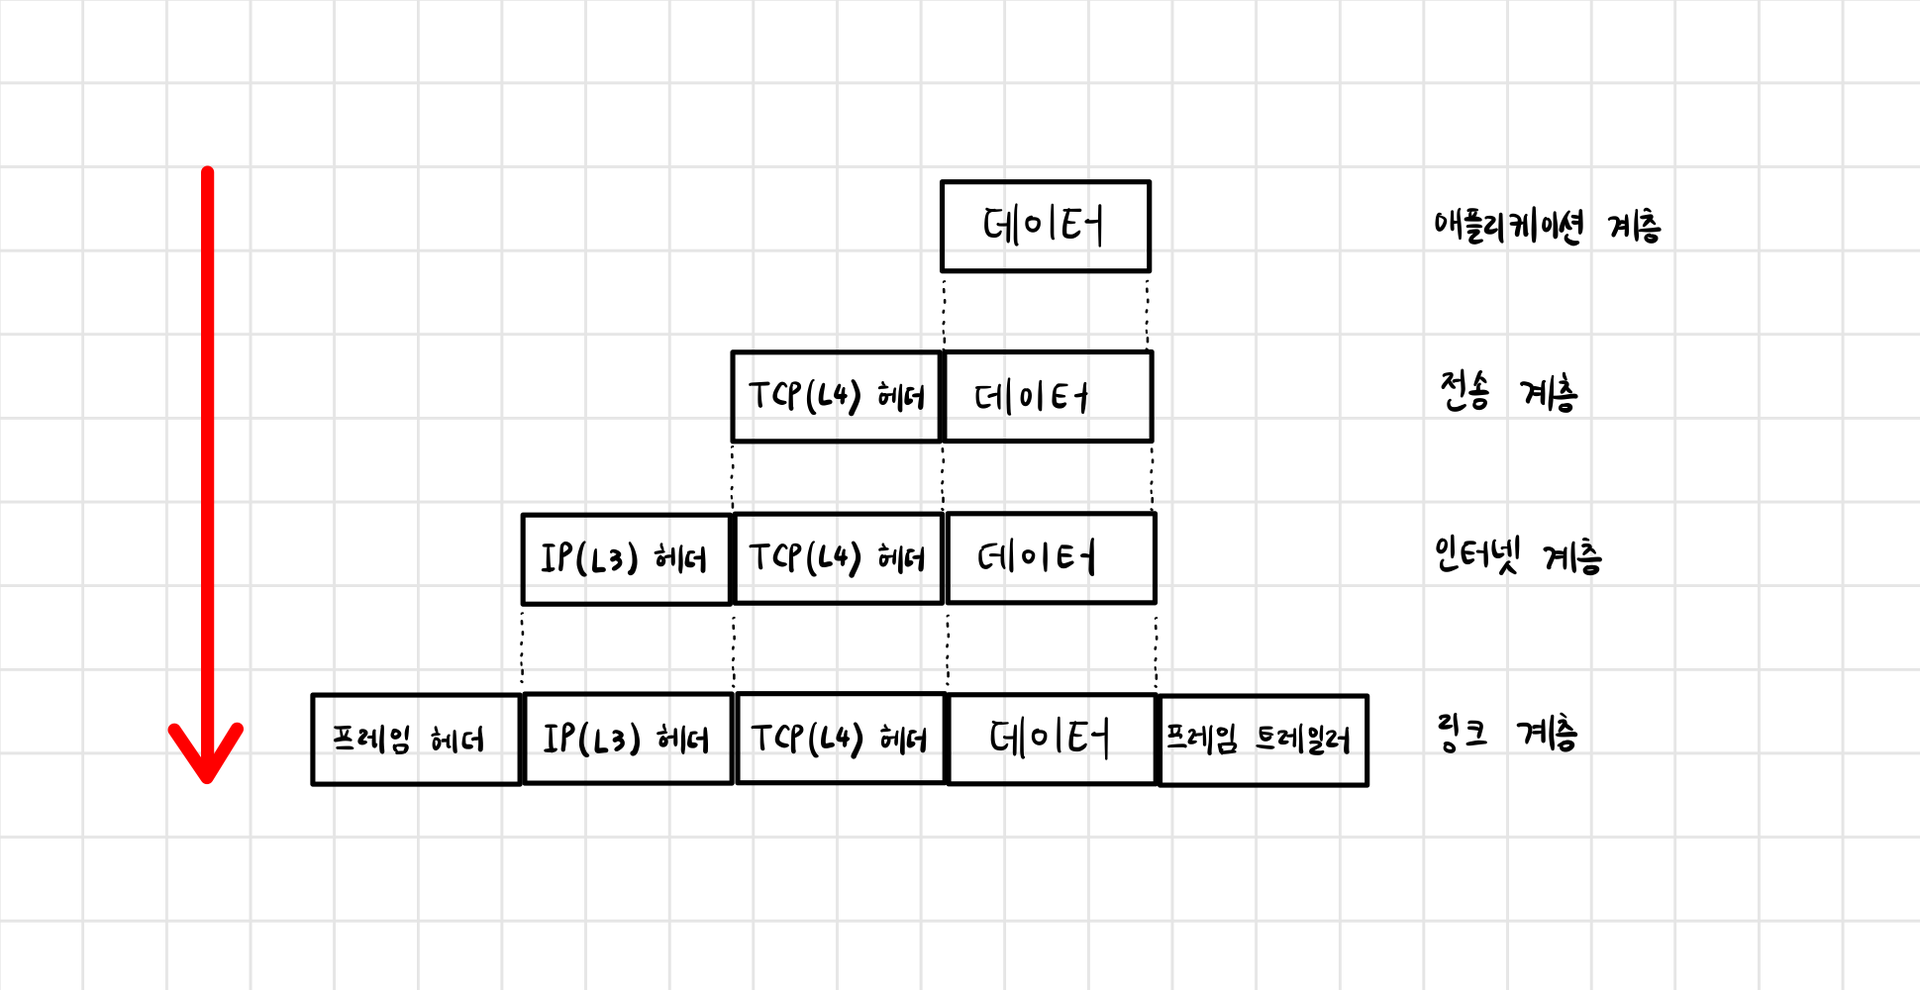 데이터 애플리케이션 계층
TCP(L4) 헤더 데이터 전송 계층
IP(L3) 헤더 TCP(L4) 헤더 데이터 인터넷 계층
프레임 헤더 IP(L3) 헤더 TCP(L4) 헤더 데이터 프레임 트레일러 링크 계층